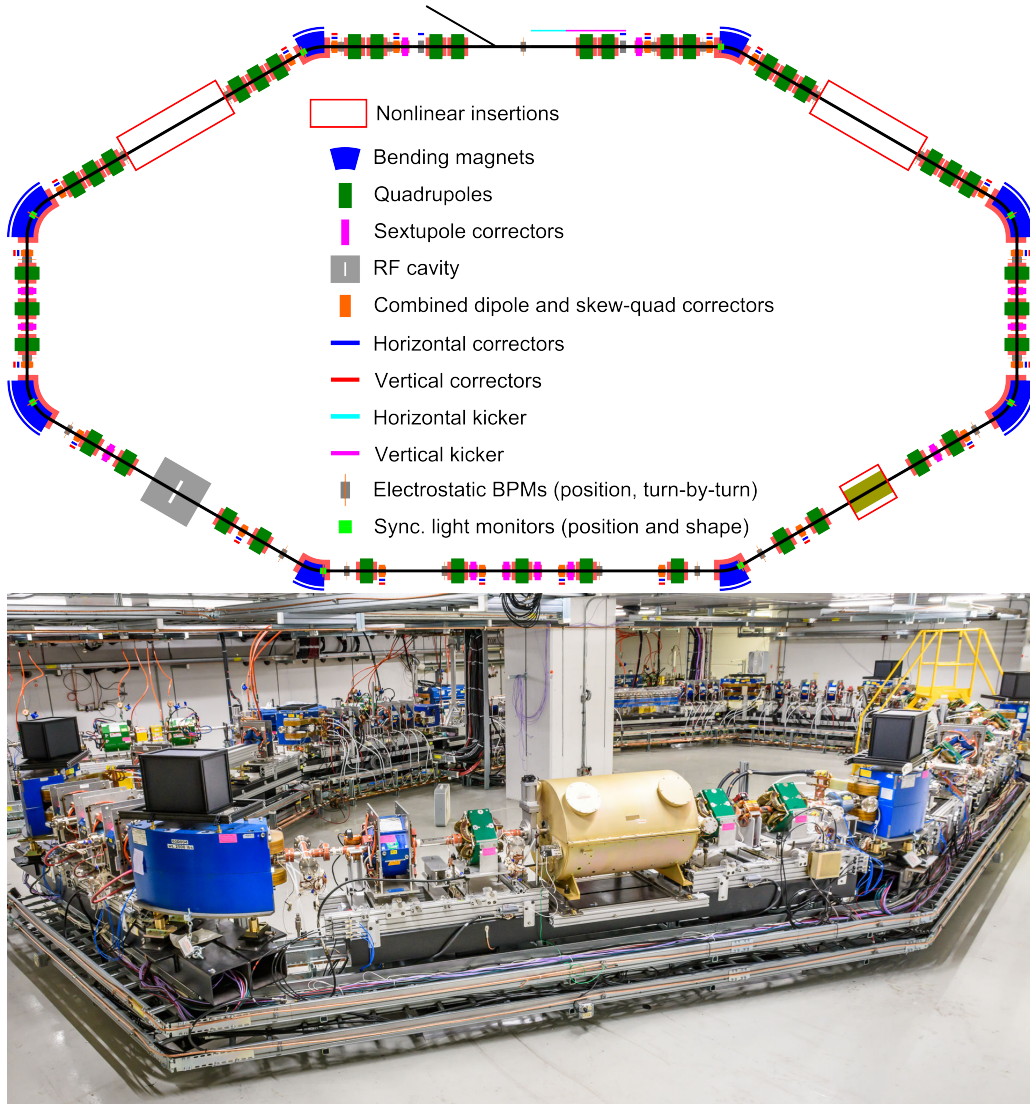 Nonlinear insertions
Bending magnets
Quadrupoles
Sextupole correctors
RF cavity
Combined dipole and skew-quad correctors
Horizontal correctors
Vertical correctors
Horizontal kicker
Vertical kicker
Electrostatic BPMs (position, turn-by-turn)
Sync. light monitors (position and shape)